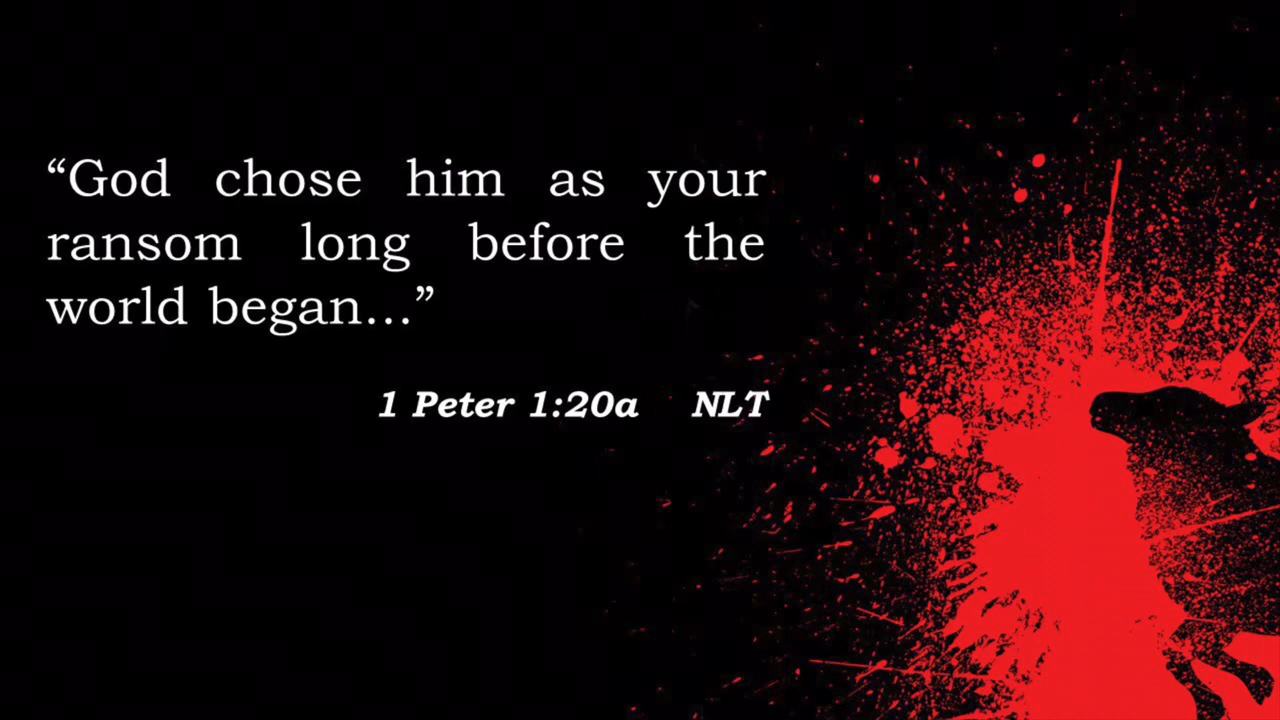 “God chose him as your
ransom long before the
world began…”
1 Peter 1:20a NLT